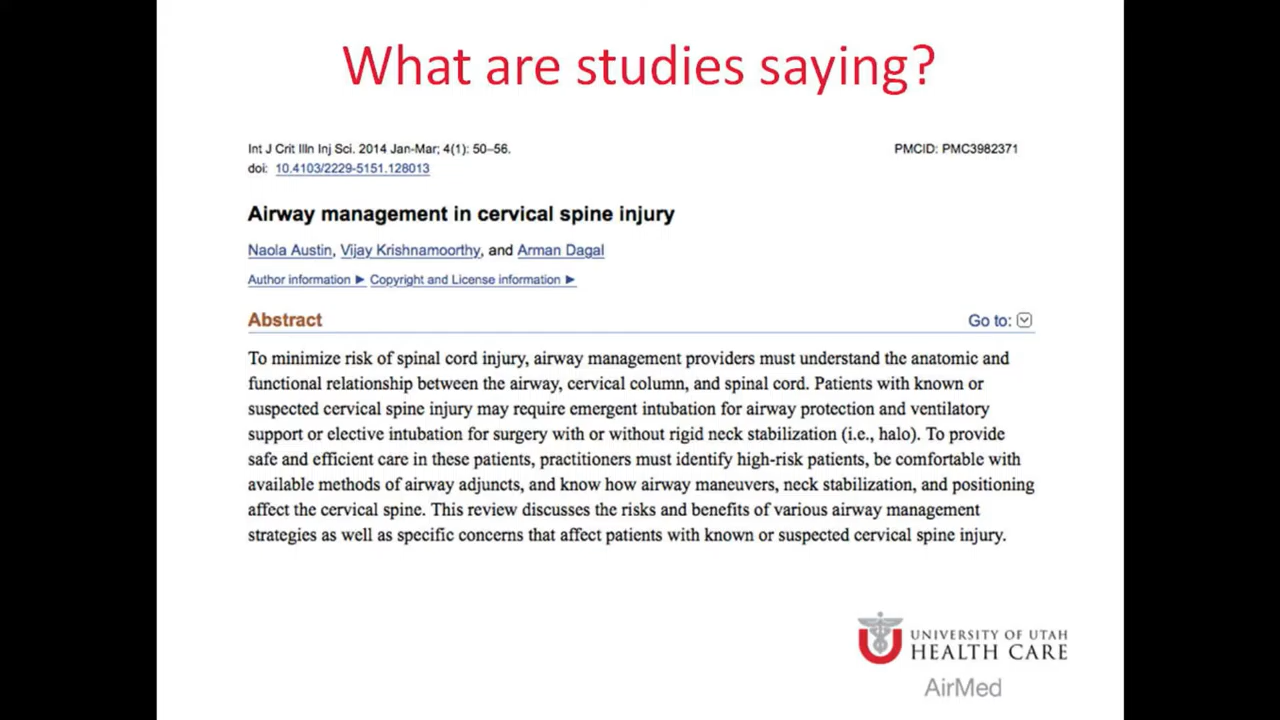 What are studies saying?
Int J Crit Illn Inj Sci. 2014 Jan-Mar; 4(1): 50–56.
PMCID: PMC3982371
doi: 10.4103/2229-5151.128013
Airway management in cervical spine injury
Naola Austin, Vijay Krishnamoorthy, and Arman Dagal
Author information ► Copyright and License information ►
Abstract
Go to:
To minimize risk of spinal cord injury, airway management providers must understand the anatomic and
functional relationship between the airway, cervical column, and spinal cord. Patients with known or
suspected cervical spine injury may require emergent intubation for airway protection and ventilatory
support or elective intubation for surgery with or without rigid neck stabilization (i.e., halo). To provide
safe and efficient care in these patients, practitioners must identify high-risk patients, be comfortable with
available methods of airway adjuncts, and know how airway maneuvers, neck stabilization, and positioning
affect the cervical spine. This review discusses the risks and benefits of various airway management
strategies as well as specific concerns that affect patients with known or suspected cervical spine injury.
UNIVERSITY OF UTAH
HEALTH CARE
AirMed